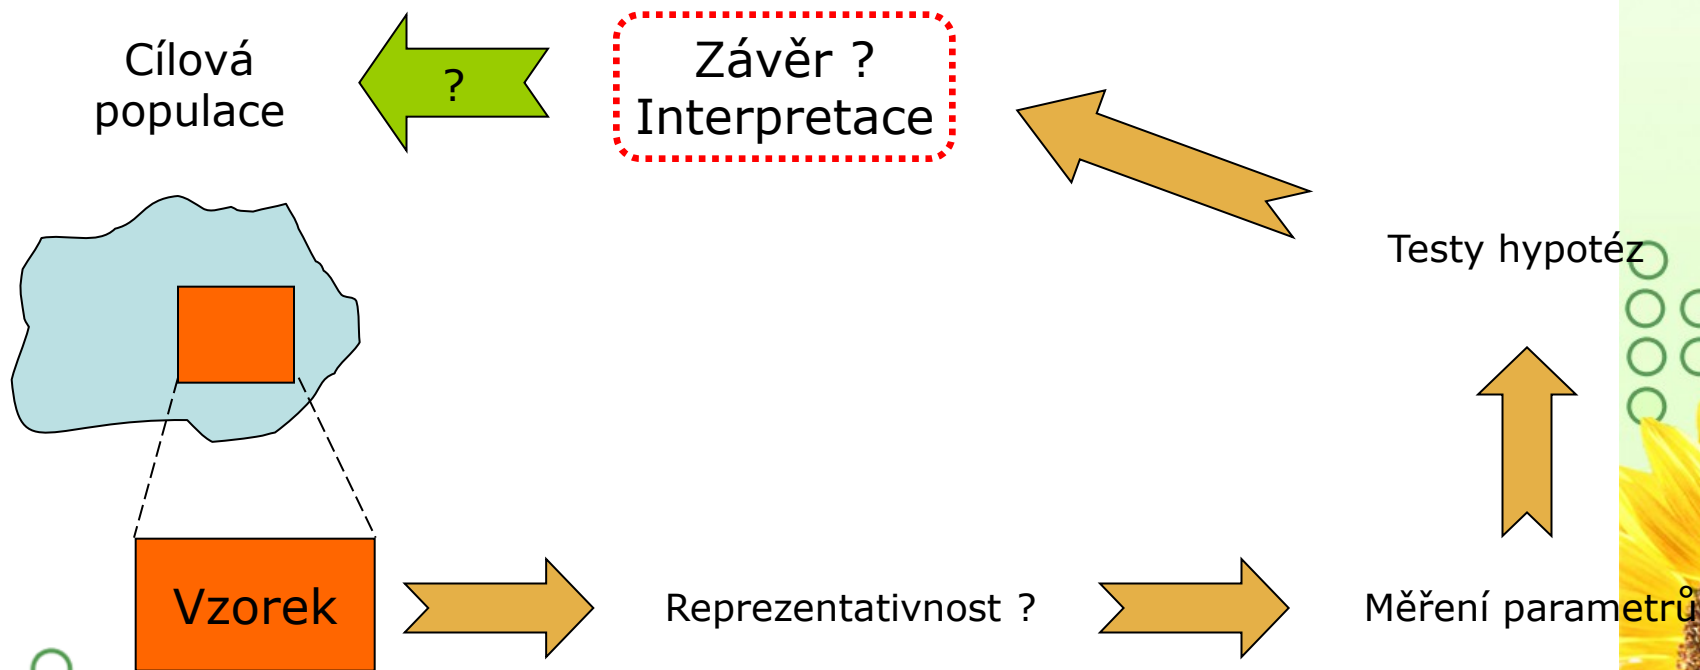 Cílová
populace
?
Závěr ?
Interpretace
Testy hypotéz
Vzorek
Reprezentativnost ?
Měření parametrů